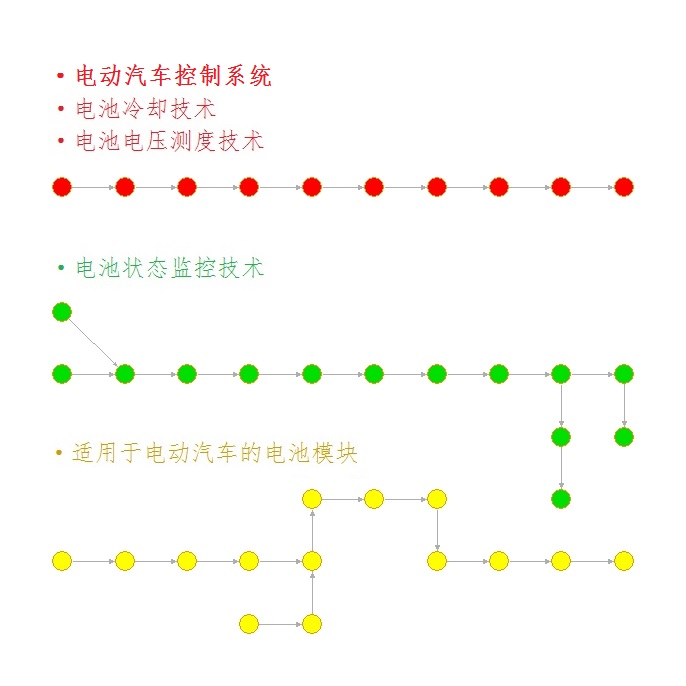 • 电动汽车控制系统
• 电池冷却技术
• 电池电压测度技术
• 电池状态监控技术
• 适用于电动汽车的电池模块